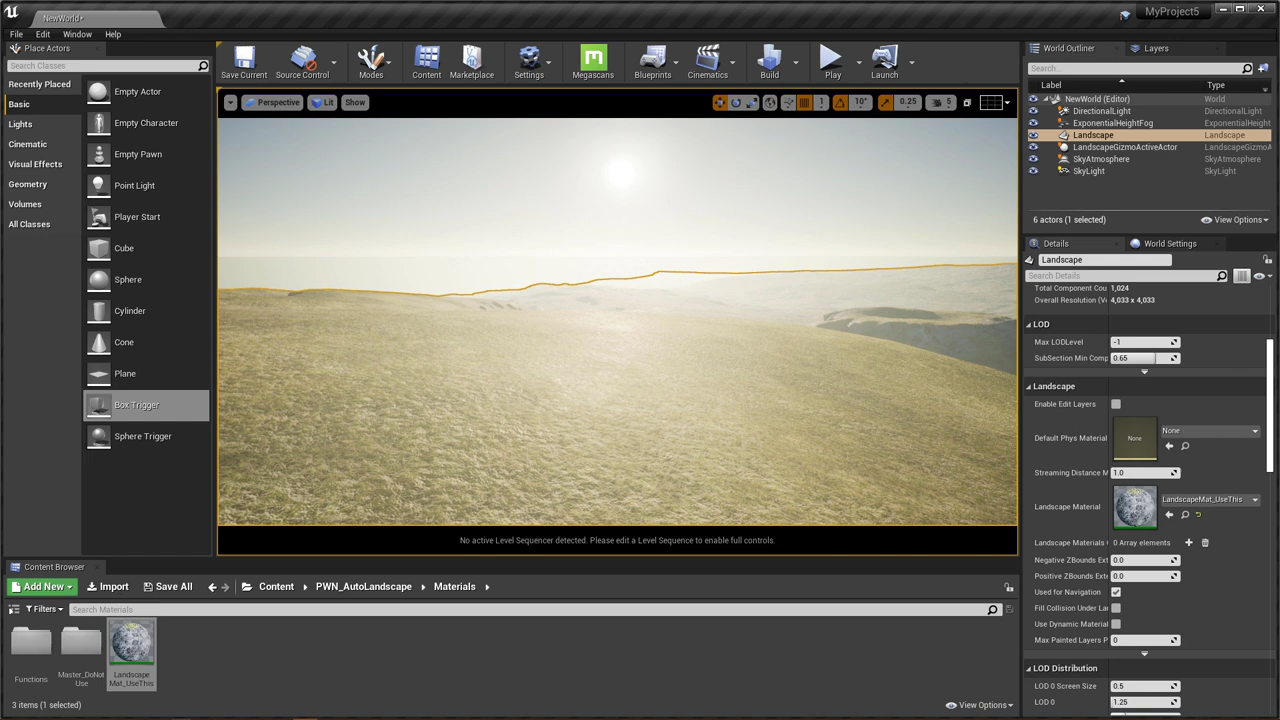 NewWorld*
MyProject5
File Edit Window Help
Place Actors
Search Classes
Recently Placed
Basic
Lights
Cinematic
Visual Effects
Geometry
Volumes
All Classes
Empty Actor
Empty Character
Empty Pawn
Point Light
Player Start
Cube
Sphere
Cylinder
Cone
Plane
Box Trigger
Sphere Trigger
Save Current
Source Control
Modes
Content
Marketplace
Settings
Megascans
Blueprints
Cinematics
Build
Play
Launch
Perspective Lit Show
1 10° 0.25 5
No active Level Sequencer detected. Please edit a Level Sequence to enable full controls.
World Outliner Layers
Search...
Label Type
NewWorld (Editor) World
DirectionalLight DirectionalLight
ExponentialHeightFog ExponentialHeight
Landscape Landscape
LandscapeGizmoActiveActor LandscapeGizmoA
SkyAtmosphere SkyAtmosphere
SkyLight SkyLight
6 actors (1 selected) View Options
Details World Settings
Landscape
Search Details
Total Component Cou 1,024
Overall Resolution (Ve 4,033 x 4,033
LOD
Max LODLevel -1
SubSection Min Comp 0.65
Landscape
Enable Edit Layers
Default Phys Material None None
Streaming Distance M 1.0
Landscape Material LandscapeMat_UseThis
Landscape Materials 0 Array elements
Negative ZBounds Ext 0.0
Positive ZBounds Exte 0.0
Used for Navigation
Fill Collision Under La
Use Dynamic Material
Max Painted Layers P 0
LOD Distribution
LOD 0 Screen Size 0.5
LOD 0 1.25
Content Browser
Add New Import Save All Content PWN_AutoLandscape Materials
Filters Search Materials
Functions
Master_DoNot
Use
Landscape
Mat_UseThis
3 items (1 selected) View Options